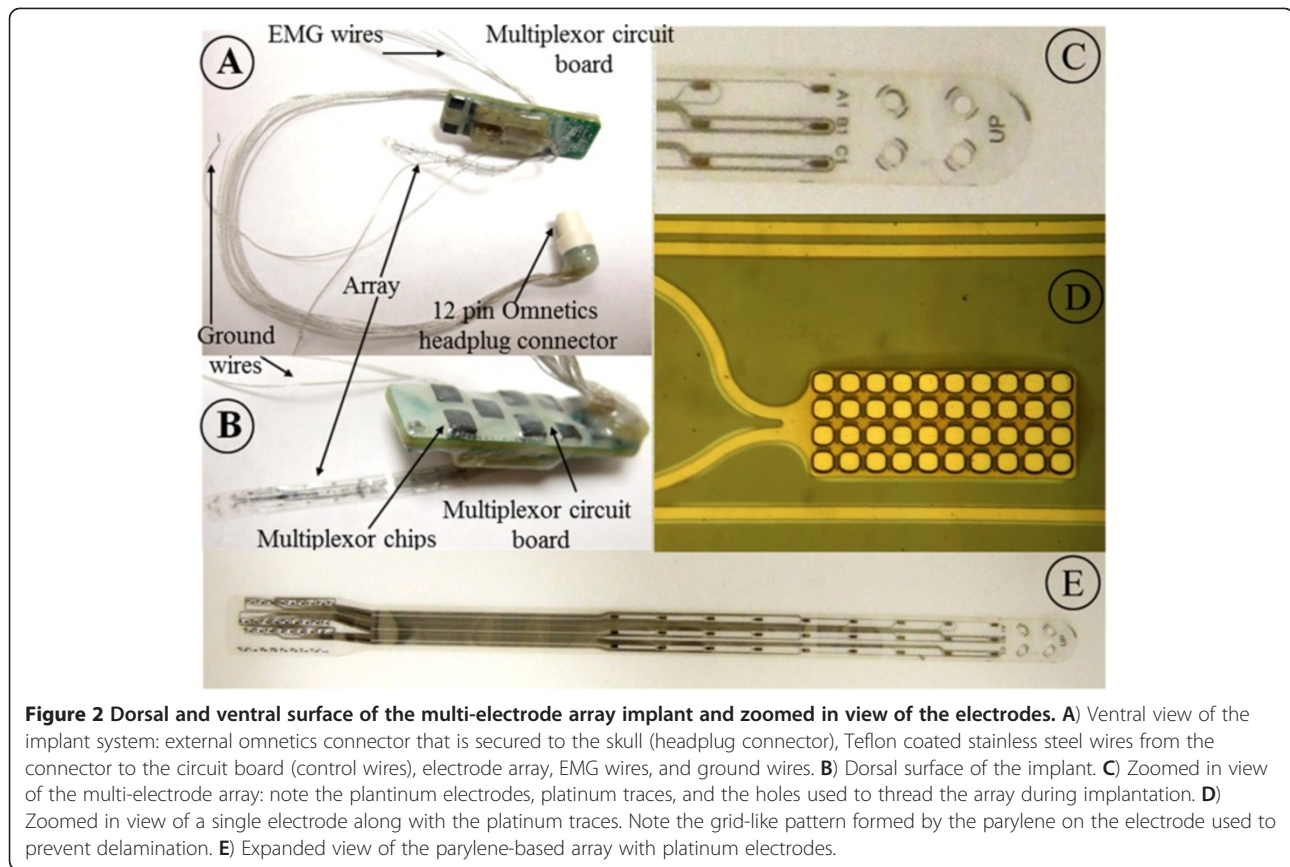 A
EMG wires
Multiplexor circuit
board
Array
12 pin Omnetics
headplug connector
Ground
wires
B
Multiplexor chips
Multiplexor circuit
board
C
A1 B1 C1
UP
D
E
UP
Figure 2 Dorsal and ventral surface of the multi-electrode array implant and zoomed in view of the electrodes. A) Ventral view of the
implant system: external omnetics connector that is secured to the skull (headplug connector), Teflon coated stainless steel wires from the
connector to the circuit board (control wires), electrode array, EMG wires, and ground wires. B) Dorsal surface of the implant. C) Zoomed in view
of the multi-electrode array: note the plantinum electrodes, platinum traces, and the holes used to thread the array during implantation. D)
Zoomed in view of a single electrode along with the platinum traces. Note the grid-like pattern formed by the parylene on the electrode used to
prevent delamination. E) Expanded view of the parylene-based array with platinum electrodes.